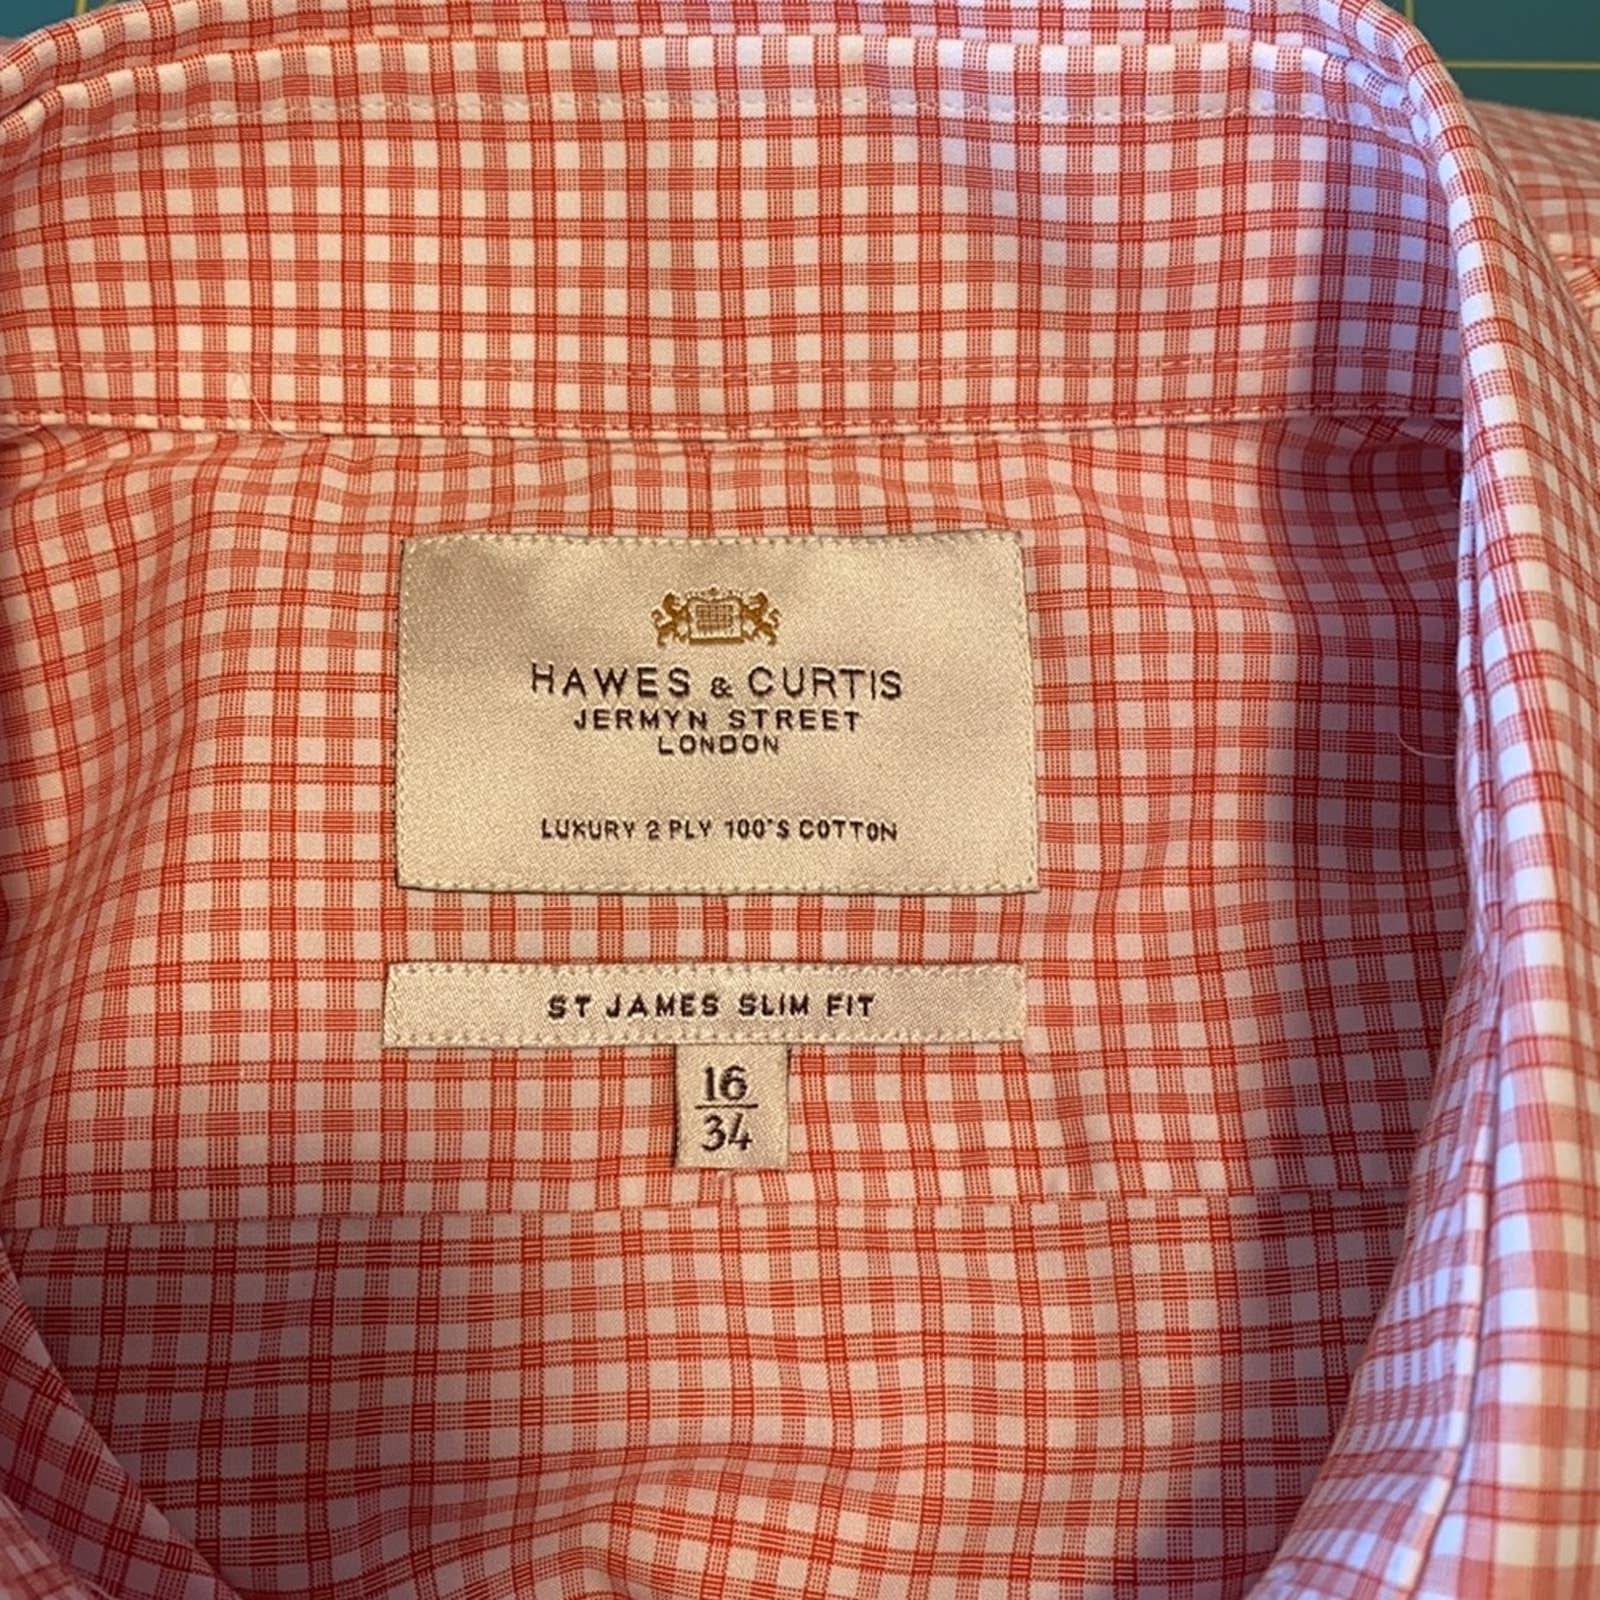 HAWES & CURTIS
JERMYN STREET
LONDON
LUXURY 2 PLY 100'S COTTON
ST JAMES SLIM FIT
16
34